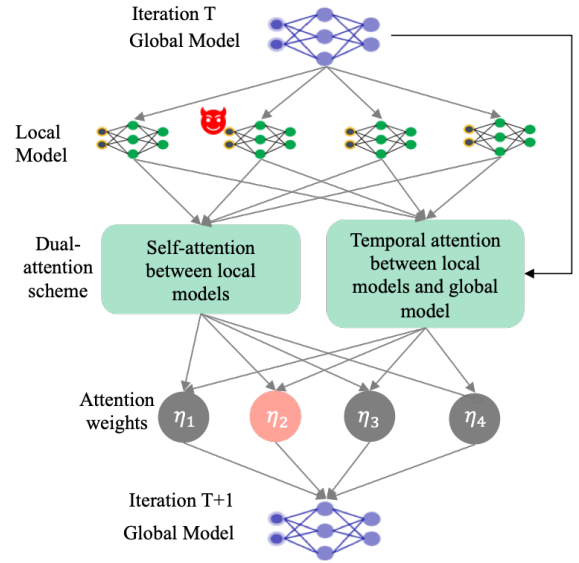 Iteration T
Global Model
Local
Model
Dual-
attention
scheme
Self-attention
between local
models
Temporal attention
between local
models and global
model
Attention
weights
η1
η2
η3
η4
Iteration T+1
Global Model